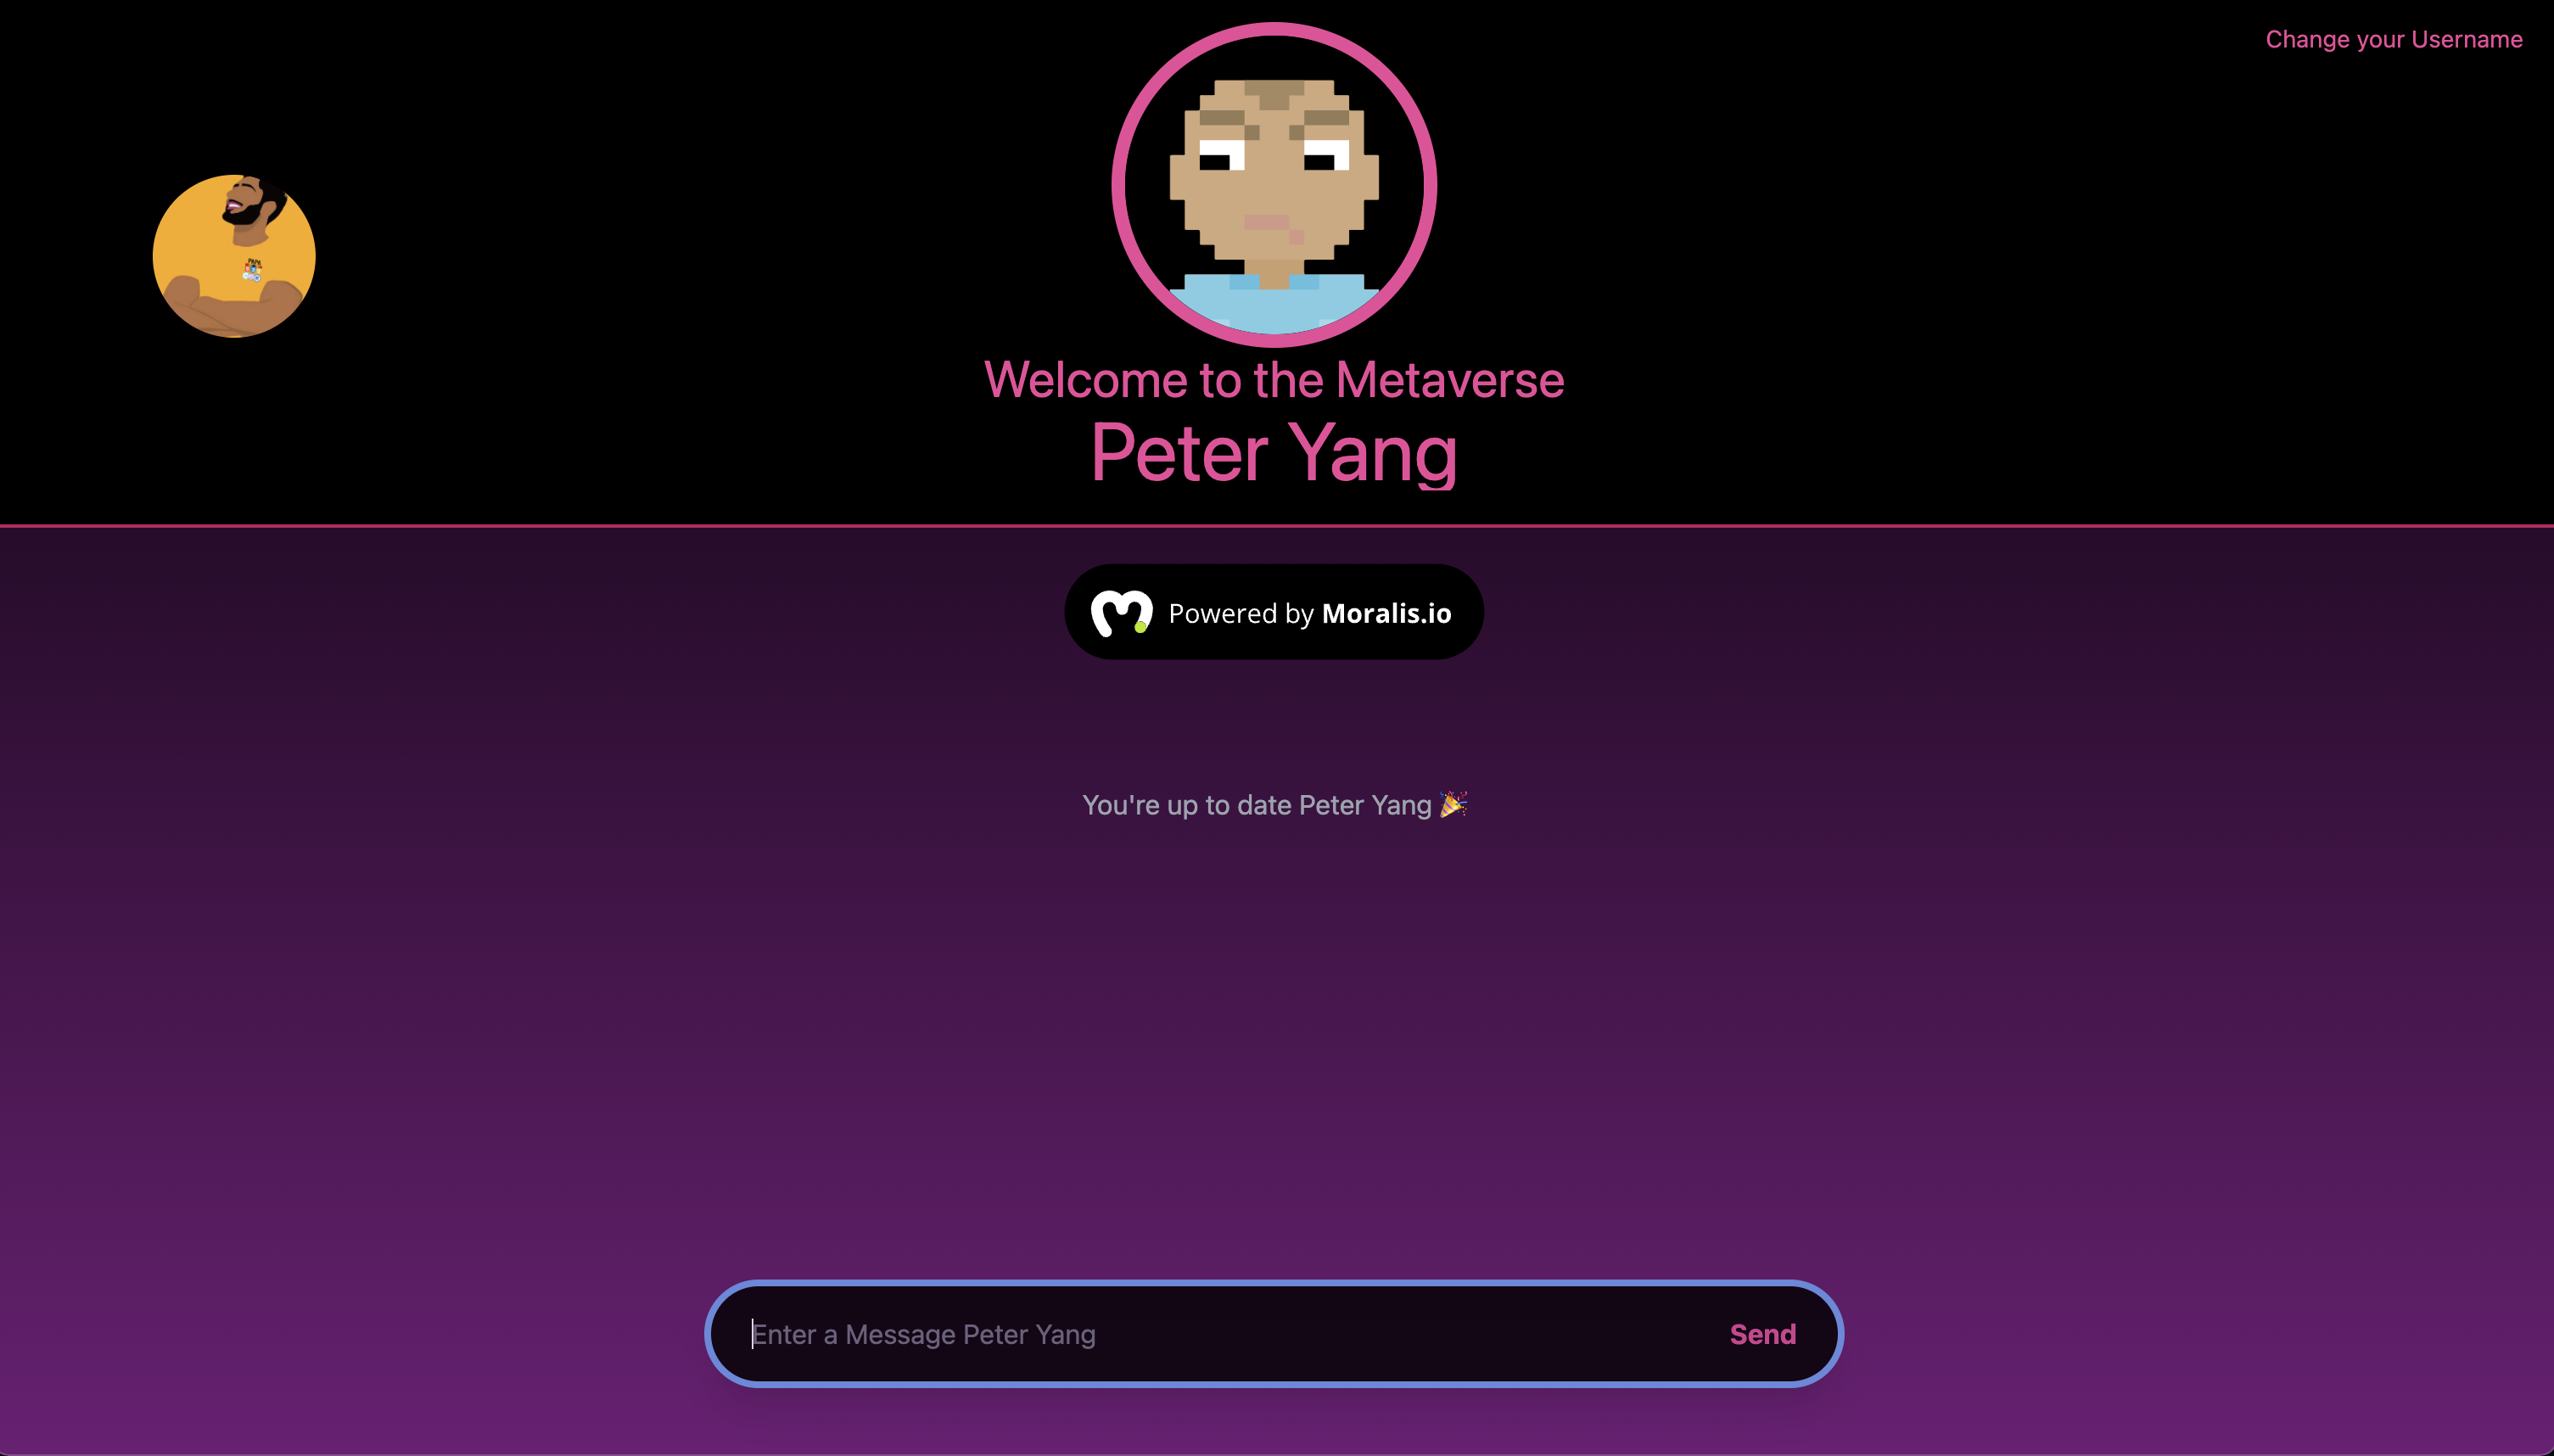 Change your Username
Welcome to the Metaverse
Peter Yang
Powered by Moralis.io
You're up to date Peter Yang 🎉
Enter a Message Peter Yang
Send